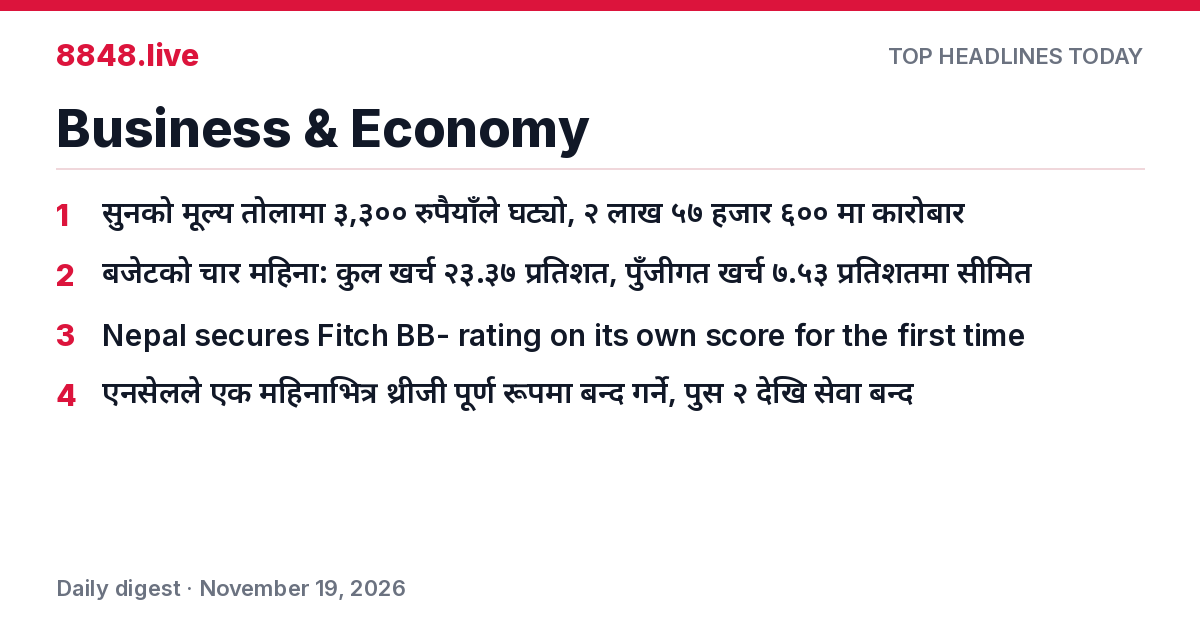 8848.live
TOP HEADLINES TODAY
Business & Economy
1 सुनको मूल्य तोलामा ३,३०० रुपैयाँले घट्यो, २ लाख ५७ हजार ६०० मा कारोबार
2 बजेटको चार महिना: कुल खर्च २३.३७ प्रतिशत, पुँजीगत खर्च ७.५३ प्रतिशतमा सीमित
3 Nepal secures Fitch BB- rating on its own score for the first time
4 एनसेलले एक महिनाभित्र थ्रीजी पूर्ण रूपमा बन्द गर्ने, पुस २ देखि सेवा बन्द
Daily digest · November 19, 2026